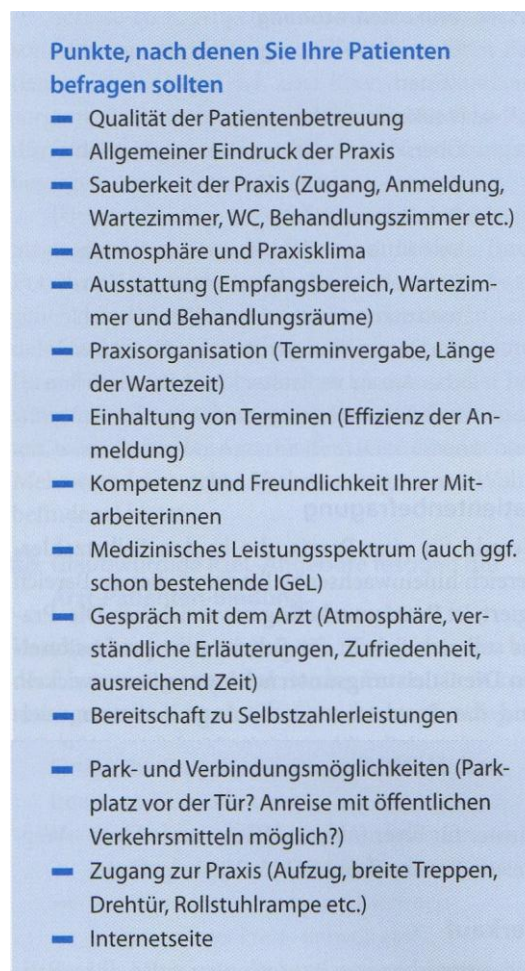 Punkte, nach denen Sie Ihre Patienten
befragen sollten
Qualität der Patientenbetreuung
Allgemeiner Eindruck der Praxis
Sauberkeit der Praxis (Zugang, Anmeldung,
Wartezimmer, WC, Behandlungszimmer etc.)
Atmosphäre und Praxisklima
Ausstattung (Empfangsbereich, Wartezim-
mer und Behandlungsräume)
Praxisorganisation (Terminvergabe, Länge
der Wartezeit)
Einhaltung von Terminen (Effizienz der An-
meldung)
Kompetenz und Freundlichkeit Ihrer Mit-
arbeiterinnen
Medizinisches Leistungsspektrum (auch ggf.
schon bestehende IGeL)
Gespräch mit dem Arzt (Atmosphäre, ver-
ständliche Erläuterungen, Zufriedenheit,
ausreichend Zeit)
Bereitschaft zu Selbstzahlerleistungen
Park- und Verbindungsmöglichkeiten (Park-
platz vor der Tür? Anreise mit öffentlichen
Verkehrsmitteln möglich?)
Zugang zur Praxis (Aufzug, breite Treppen,
Drehtür, Rollstuhlrampe etc.)
Internetseite